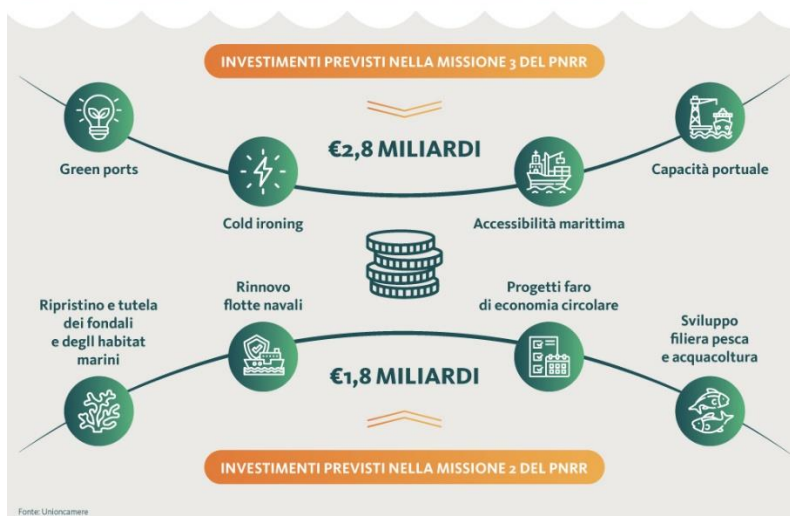 INVESTIMENTI PREVISTI NELLA MISSIONE 3 DEL PNRR
€2,8 MILIARDI
Green ports
Cold ironing
Accessibilità marittima
Capacità portuale
Ripristino e tutela
dei fondali
e degll habitat
marini
Rinnovo
flotte navali
Progetti faro
di economia circolare
Sviluppo
filiera pesca
e acquacoltura
€1,8 MILIARDI
INVESTIMENTI PREVISTI NELLA MISSIONE 2 DEL PNRR
Fonte: Unioncamere